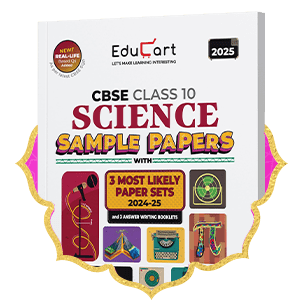 EduCart
LET'S MAKE LEARNING INTERESTING
2025
NEW!
REAL-LIFE
CBSE CLASS 10
SCIENCE
SAMPLE PAPERS
WITH
3 MOST LIKELY
PAPER SETS
2024-25
and 2 ANSWER WRITING BOOKLETS
π